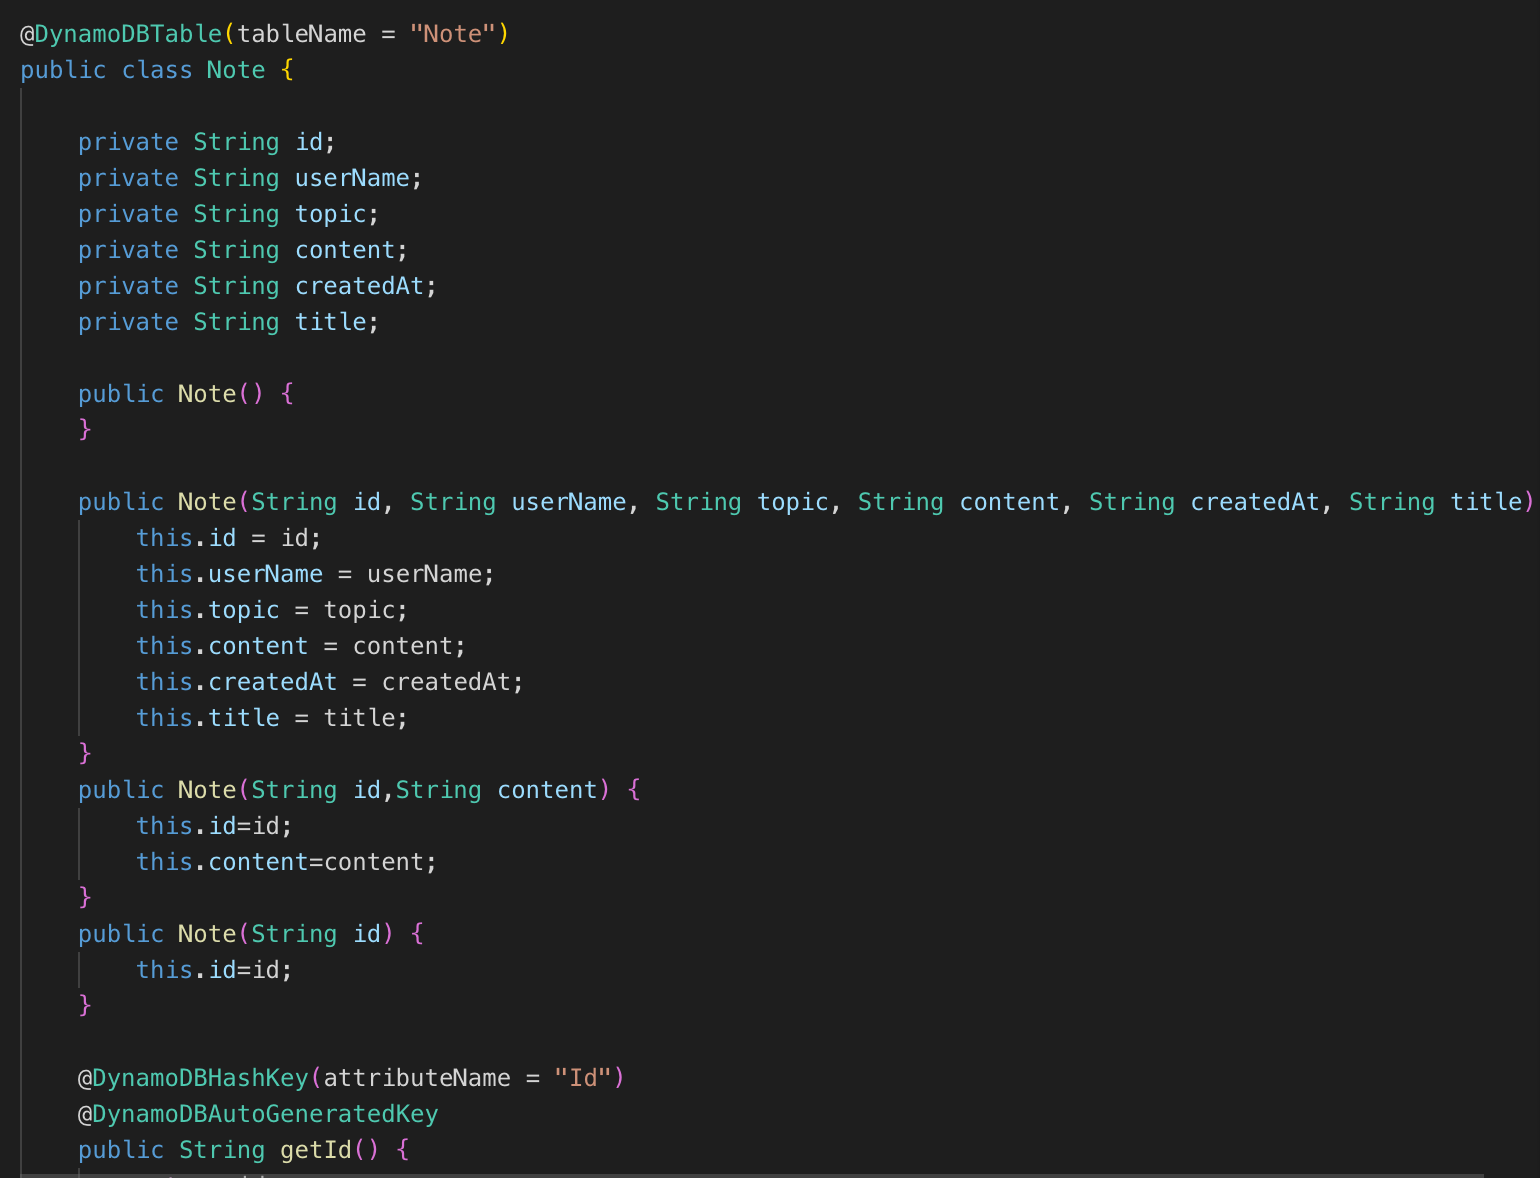 @DynamoDBTable(tableName = "Note")
public class Note {
private String id;
private String userName;
private String topic;
private String content;
private String createdAt;
private String title;
public Note() {
}
public Note(String id, String userName, String topic, String content, String createdAt, String title)
this.id = id;
this.userName = userName;
this.topic = topic;
this.content = content;
this.createdAt = createdAt;
this.title = title;
}
public Note(String id,String content) {
this.id=id;
this.content=content;
}
public Note(String id) {
this.id=id;
}
@DynamoDBHashKey(attributeName = "Id")
@DynamoDBAutoGeneratedKey
public String getId() {